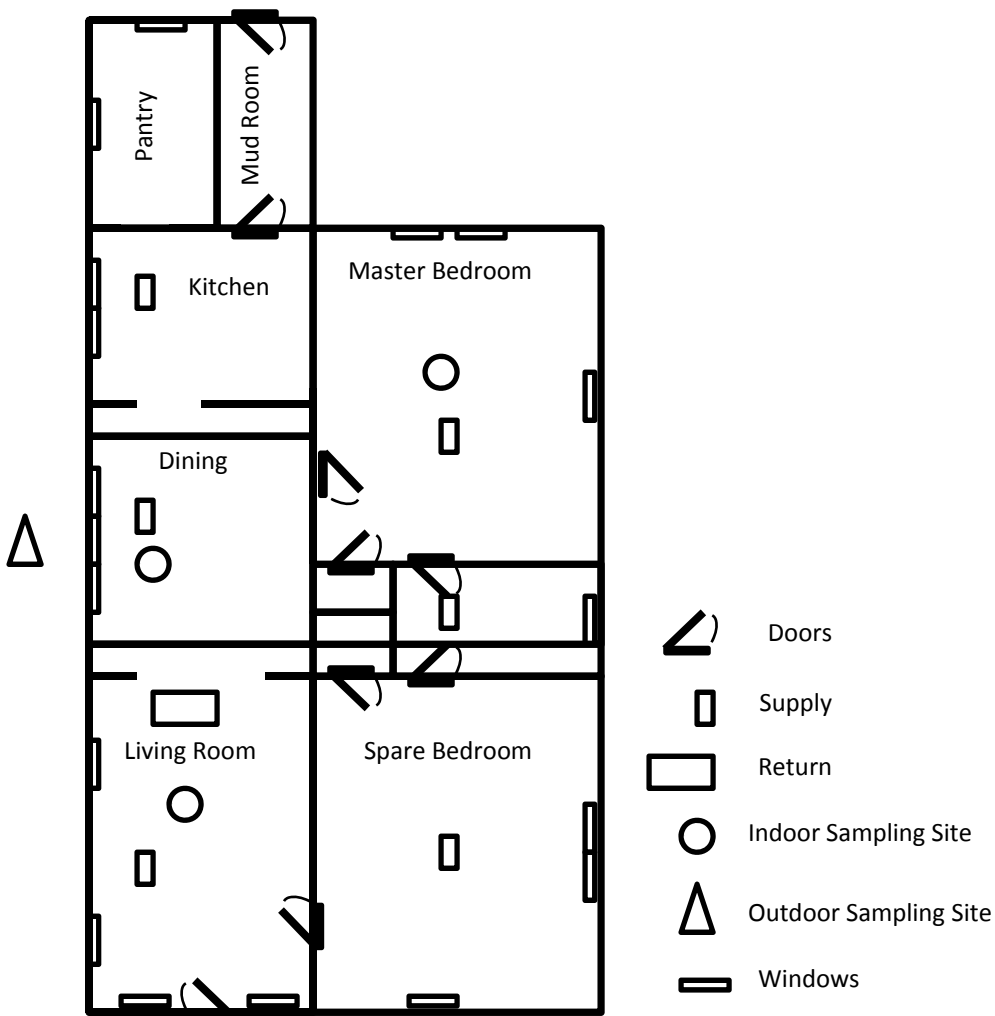 Pantry
Mud Room
Kitchen
Master Bedroom
Dining
Living Room
Spare Bedroom
Doors
Supply
Return
Indoor Sampling Site
Outdoor Sampling Site
Windows